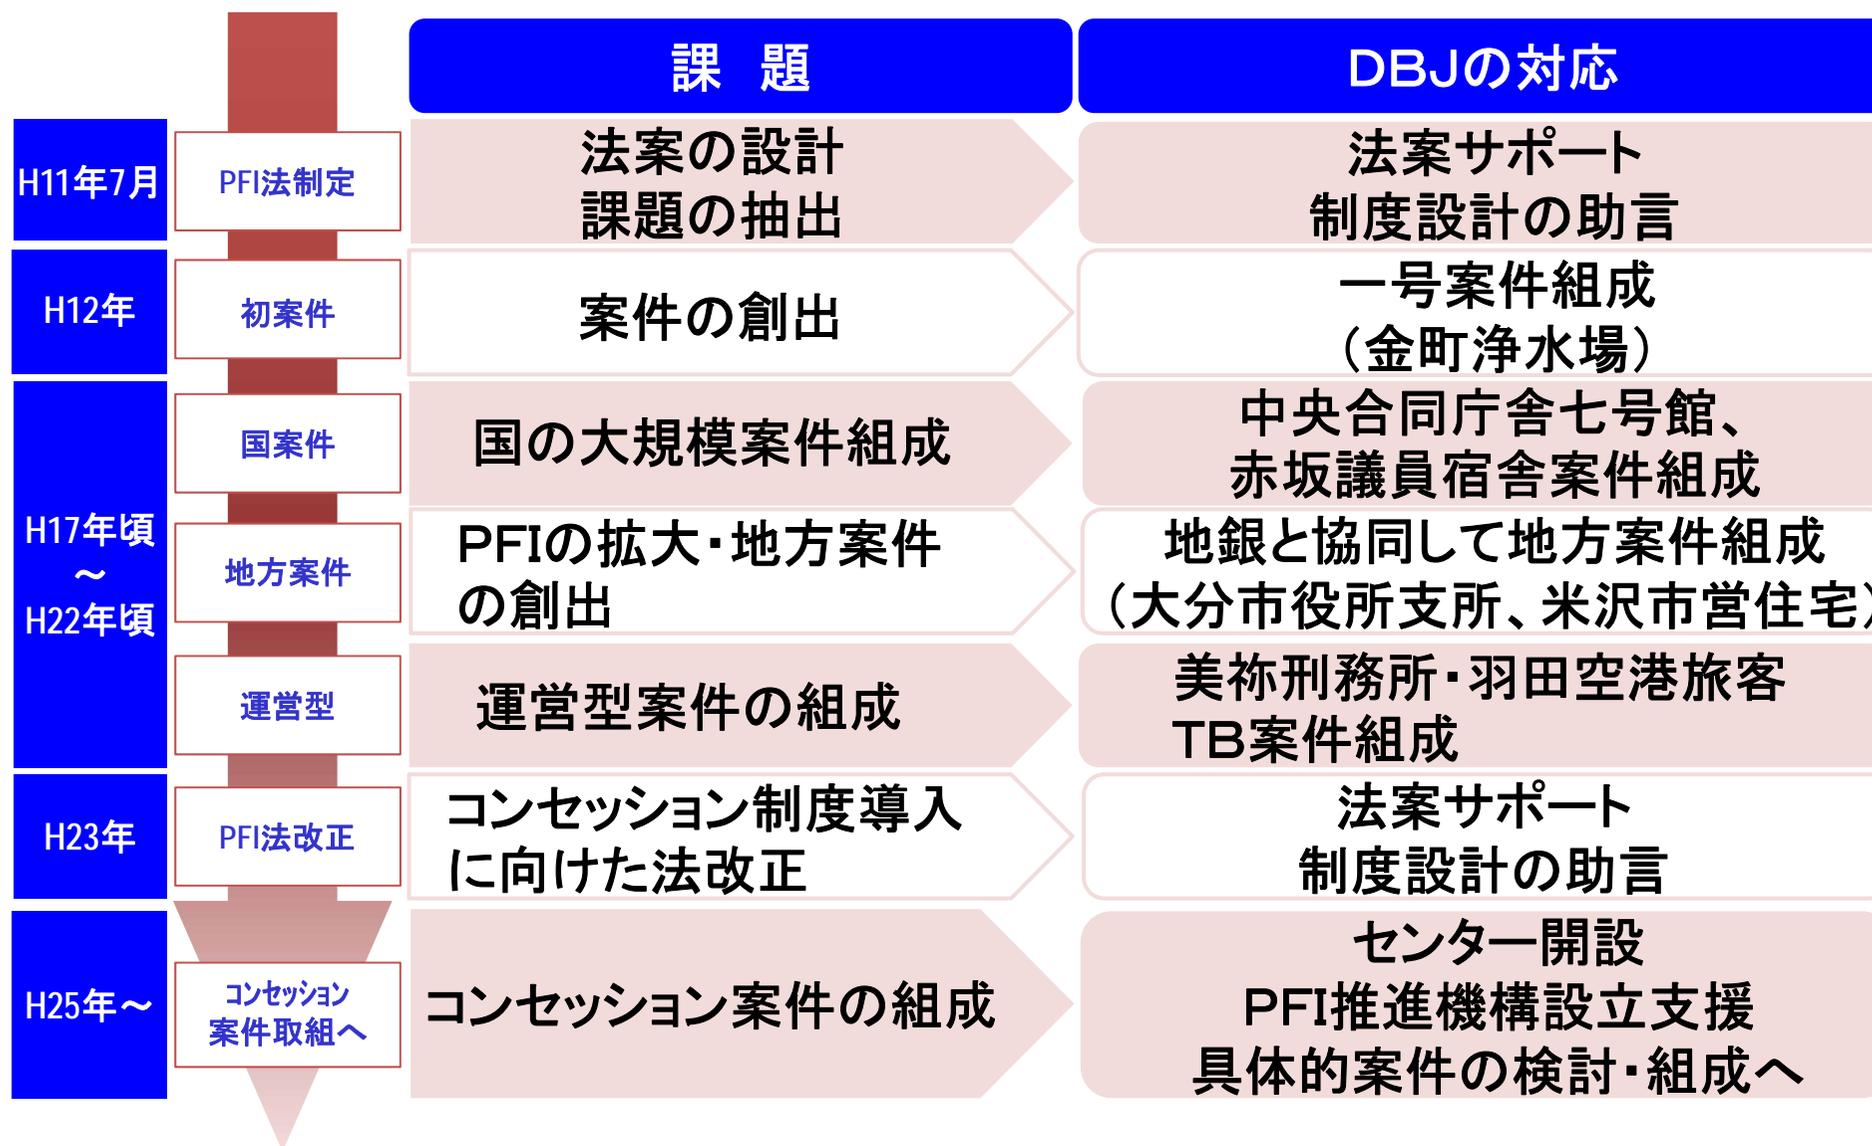 課　題
DBJの対応
H11年7月
PFI法制定
法案の設計
課題の抽出
法案サポート
制度設計の助言
H12年
初案件
案件の創出
一号案件組成
（金町浄水場）
H17年頃
～
H22年頃
国案件
国の大規模案件組成
中央合同庁舎七号館、
赤坂議員宿舎案件組成
地方案件
PFIの拡大・地方案件
の創出
地銀と協同して地方案件組成
（大分市役所支所、米沢市営住宅）
運営型
運営型案件の組成
美祢刑務所・羽田空港旅客
TB案件組成
H23年
PFI法改正
コンセッション制度導入
に向けた法改正
法案サポート
制度設計の助言
H25年～
コンセッション
案件取組へ
コンセッション案件の組成
センター開設
PFI推進機構設立支援
具体的案件の検討・組成へ